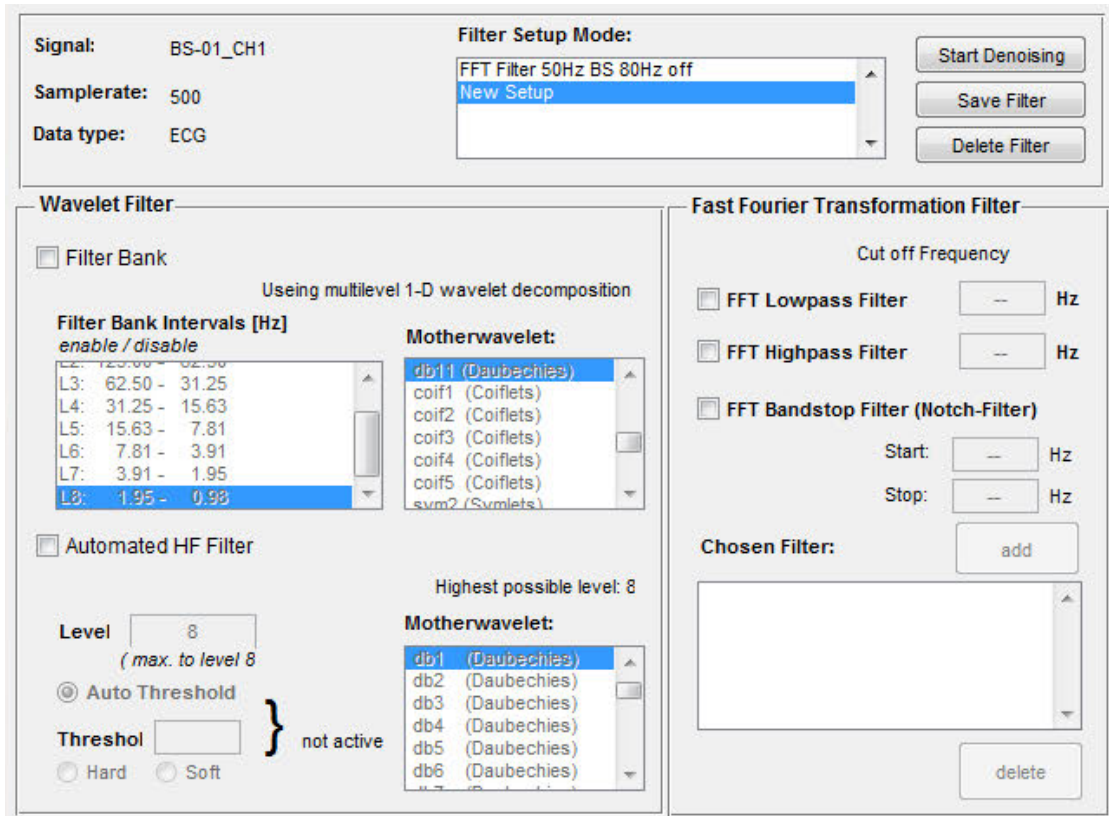 Signal: BS-01_CH1
Samplerate: 500
Data type: ECG
Filter Setup Mode:
FFT Filter 50Hz BS 80Hz off
New Setup
Start Denoising
Save Filter
Delete Filter
Wavelet Filter
Filter Bank
Useing multilevel 1-D wavelet decomposition
Filter Bank Intervals [Hz]
enable / disable
L2: 125.00 - 62.50
L3: 62.50 - 31.25
L4: 31.25 - 15.63
L5: 15.63 - 7.81
L6: 7.81 - 3.91
L7: 3.91 - 1.95
L8: 1.95 - 0.98
Motherwavelet:
db11 (Daubechies)
coif1 (Coiflets)
coif2 (Coiflets)
coif3 (Coiflets)
coif4 (Coiflets)
coif5 (Coiflets)
sym2 (Symlets)
Automated HF Filter
Highest possible level: 8
Level 8
( max. to level 8
Auto Threshold
Threshol
Hard Soft
} not active
Motherwavelet:
db1 (Daubechies)
db2 (Daubechies)
db3 (Daubechies)
db4 (Daubechies)
db5 (Daubechies)
db6 (Daubechies)
Fast Fourier Transformation Filter
Cut off Frequency
FFT Lowpass Filter -- Hz
FFT Highpass Filter -- Hz
FFT Bandstop Filter (Notch-Filter)
Start: -- Hz
Stop: -- Hz
Chosen Filter:
add
delete